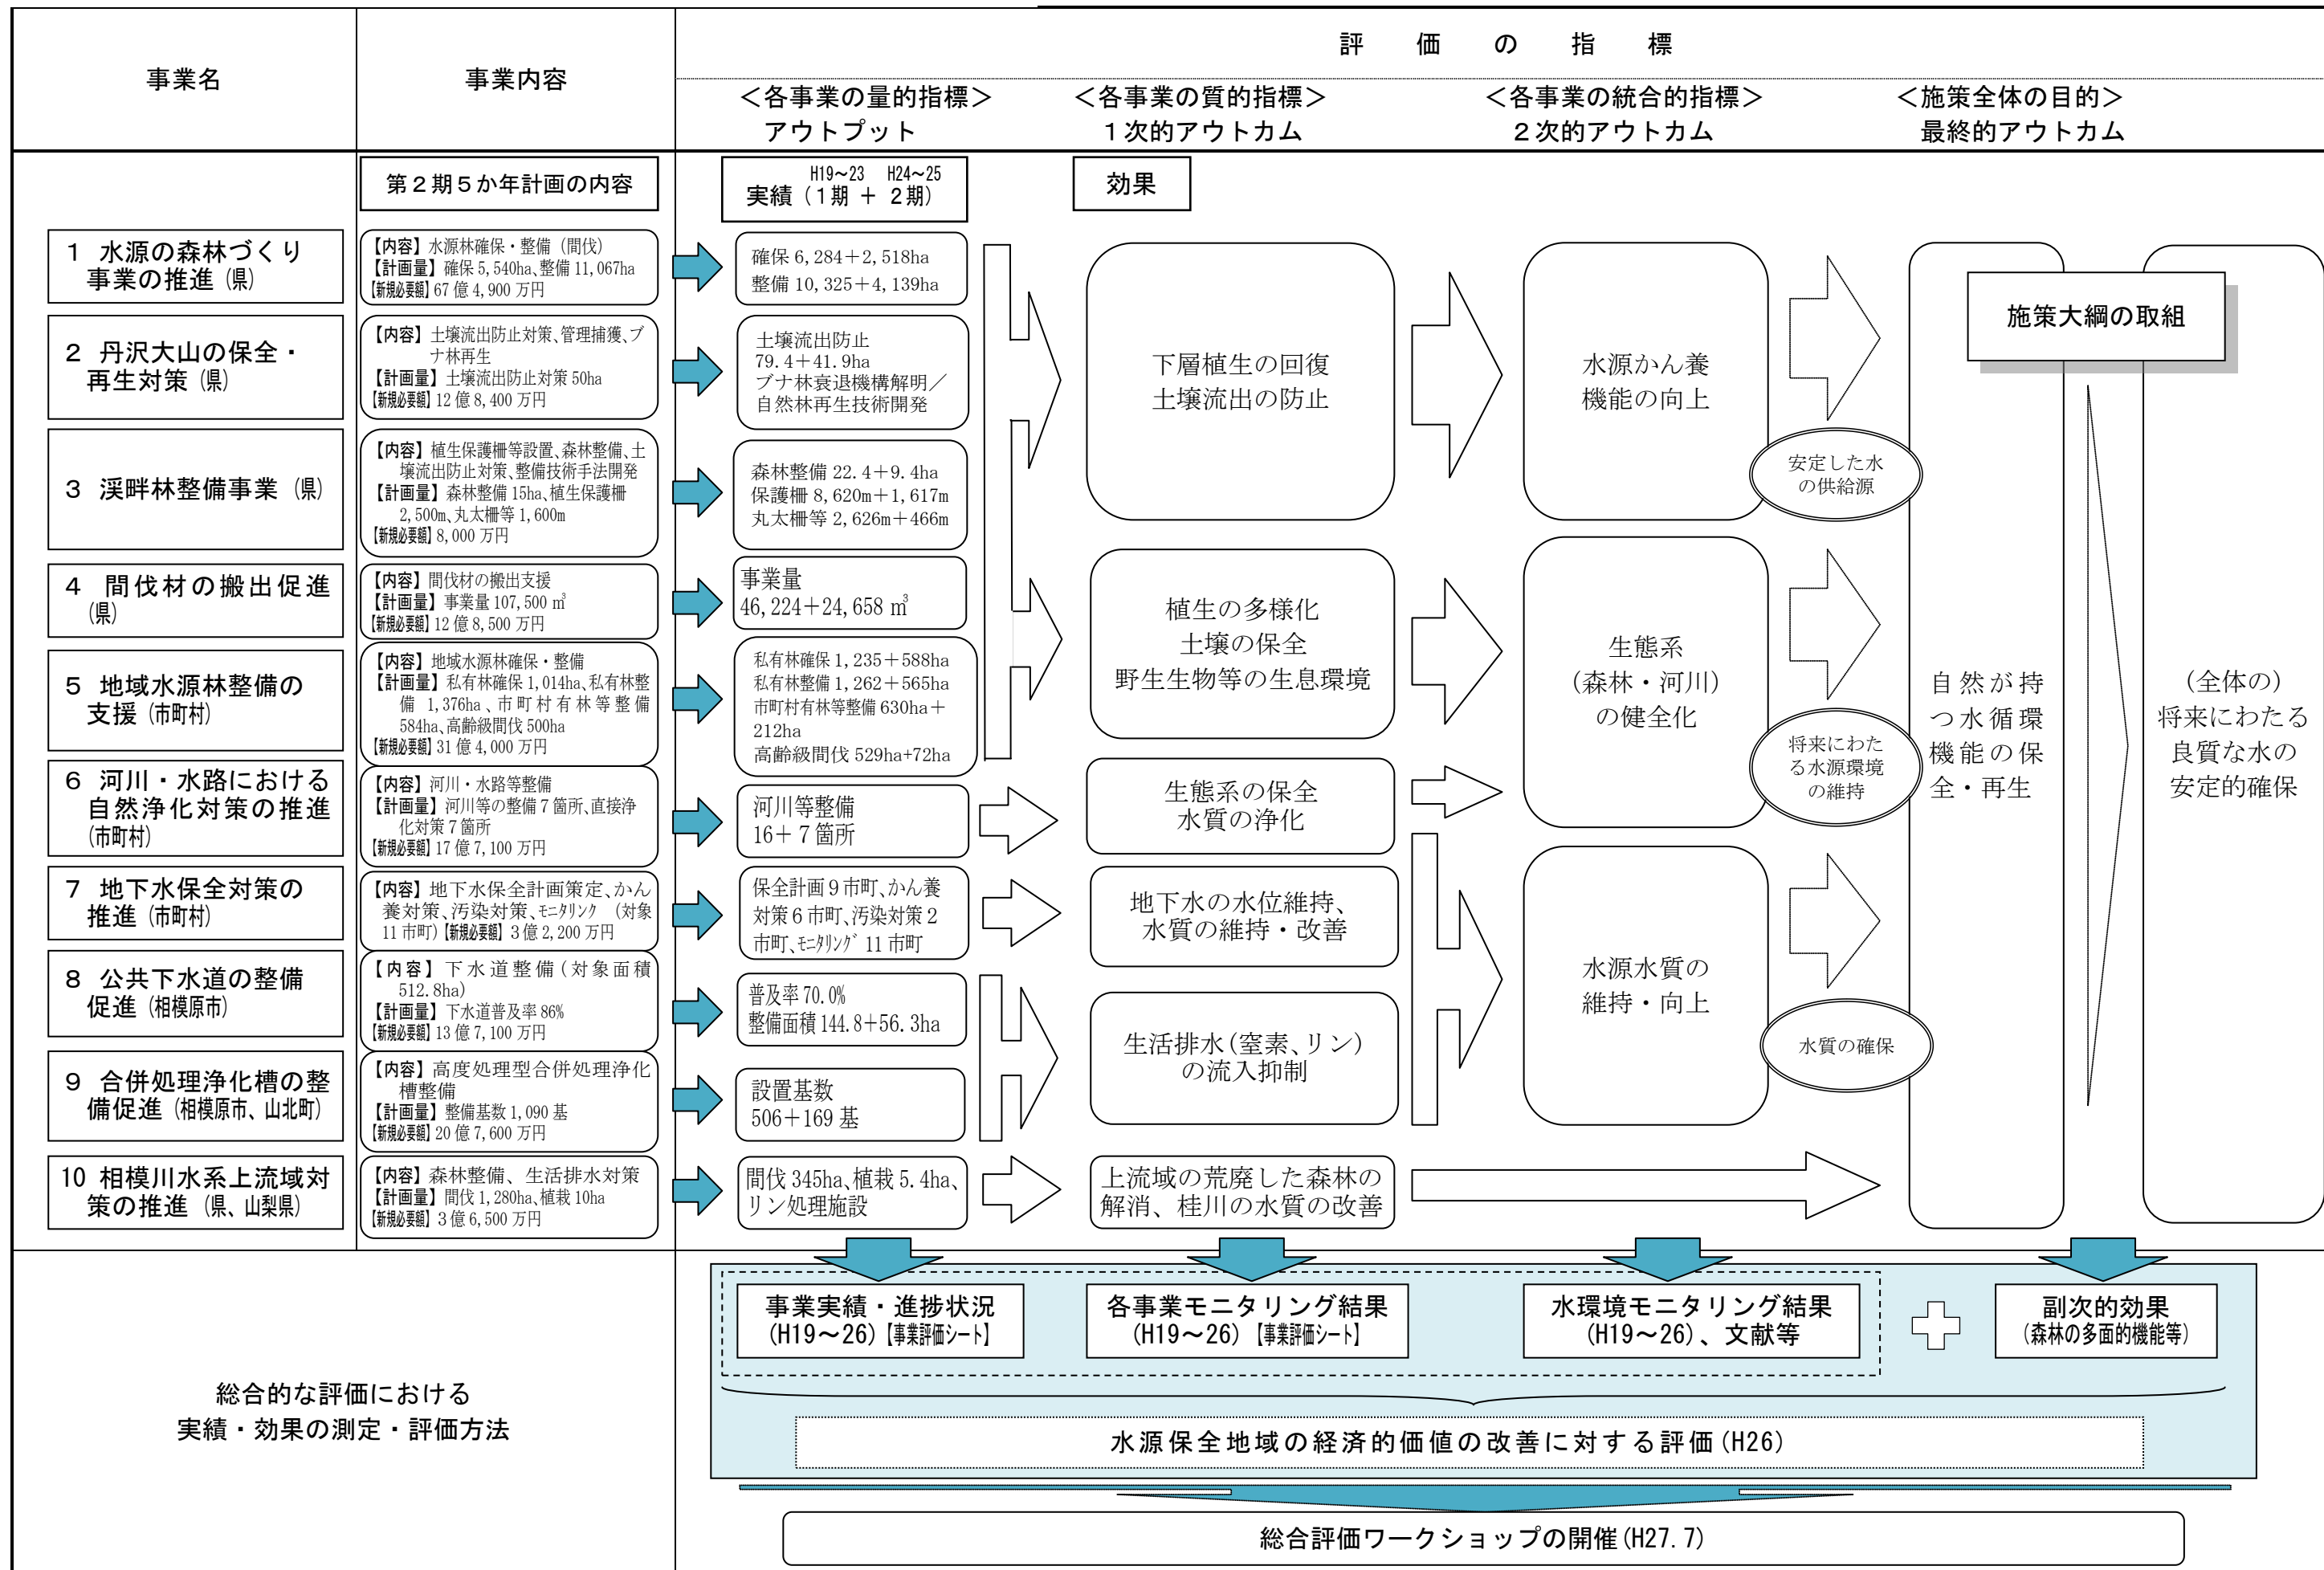 事業名
事業内容
評価の指標
＜各事業の量的指標＞
アウトプット
＜各事業の質的指標＞
１次的アウトカム
＜各事業の統合的指標＞
２次的アウトカム
＜施策全体の目的＞
最終的アウトカム
第２期５か年計画の内容
H19～23 H24～25
実績（１期 ＋ ２期）
効果
１ 水源の森林づくり
事業の推進（県）
【内容】水源林確保・整備（間伐）
【計画量】確保 5,540ha、整備 11,067ha
【新規必要額】67 億 4,900 万円
確保 6,284＋2,518ha
整備 10,325＋4,139ha
２ 丹沢大山の保全・
再生対策（県）
【内容】土壌流出防止対策、管理捕獲、ブ
ナ林再生
【計画量】土壌流出防止対策 50ha
【新規必要額】12 億 8,400 万円
土壌流出防止
79.4＋41.9ha
ブナ林衰退機構解明／
自然林再生技術開発
３ 渓畔林整備事業（県）
【内容】植生保護柵等設置、森林整備、土
壌流出防止対策、整備技術手法開発
【計画量】森林整備 15ha、植生保護柵
2,500m、丸太柵等 1,600m
【新規必要額】8,000 万円
森林整備 22.4＋9.4ha
保護柵 8,620m＋1,617m
丸太柵等 2,626m＋466m
４ 間伐材の搬出促進
（県）
【内容】間伐材の搬出支援
【計画量】事業量 107,500 ㎥
【新規必要額】12 億 8,500 万円
事業量
46,224＋24,658 ㎥
５ 地域水源林整備の
支援（市町村）
【内容】地域水源林確保・整備
【計画量】私有林確保 1,014ha、私有林整
備 1,376ha、市町村有林等整備
584ha、高齢級間伐 500ha
【新規必要額】31 億 4,000 万円
私有林確保 1,235＋588ha
私有林整備 1,262＋565ha
市町村有林等整備 630ha＋
212ha
高齢級間伐 529ha+72ha
６ 河川・水路における
自然浄化対策の推進
（市町村）
【内容】河川・水路等整備
【計画量】河川等の整備 7 箇所、直接浄
化対策 7 箇所
【新規必要額】17 億 7,100 万円
河川等整備
16＋７箇所
７ 地下水保全対策の
推進（市町村）
【内容】地下水保全計画策定、かん
養対策、汚染対策、ﾓﾆﾀﾘﾝｸ （対象
11 市町）【新規必要額】3 億 2,200 万円
保全計画 9 市町、かん養
対策 6 市町、汚染対策 2
市町、ﾓﾆﾀﾘﾝｸﾞ 11 市町
８ 公共下水道の整備
促進（相模原市）
【内容】下水道整備（対象面積
512.8ha）
【計画量】下水道普及率 86%
【新規必要額】13 億 7,100 万円
普及率 70.0%
整備面積 144.8＋56.3ha
９ 合併処理浄化槽の整
備促進（相模原市、山北町）
【内容】高度処理型合併処理浄化
槽整備
【計画量】整備基数 1,090 基
【新規必要額】20 億 7,600 万円
設置基数
506＋169 基
10 相模川水系上流域対
策の推進（県、山梨県）
【内容】森林整備、生活排水対策
【計画量】間伐 1,280ha、植栽 10ha
【新規必要額】3 億 6,500 万円
間伐 345ha、植栽 5.4ha、
リン処理施設
下層植生の回復
土壌流出の防止
植生の多様化
土壌の保全
野生生物等の生息環境
生態系の保全
水質の浄化
地下水の水位維持、
水質の維持・改善
生活排水（窒素、リン）
の流入抑制
上流域の荒廃した森林の
解消、桂川の水質の改善
水源かん養
機能の向上
生態系
（森林・河川）
の健全化
水源水質の
維持・向上
安定した水
の供給源
将来にわた
る水源環境
の維持
水質の確保
施策大綱の取組
自然が持
つ水循環
機能の保
全・再生
（全体の）
将来にわたる
良質な水の
安定的確保
総合的な評価における
実績・効果の測定・評価方法
事業実績・進捗状況
（H19～26）【事業評価シート】
各事業モニタリング結果
（H19～26）【事業評価シート】
水環境モニタリング結果
（H19～26）、文献等
副次的効果
（森林の多面的機能等）
水源保全地域の経済的価値の改善に対する評価（H26）
総合評価ワークショップの開催（H27.7）